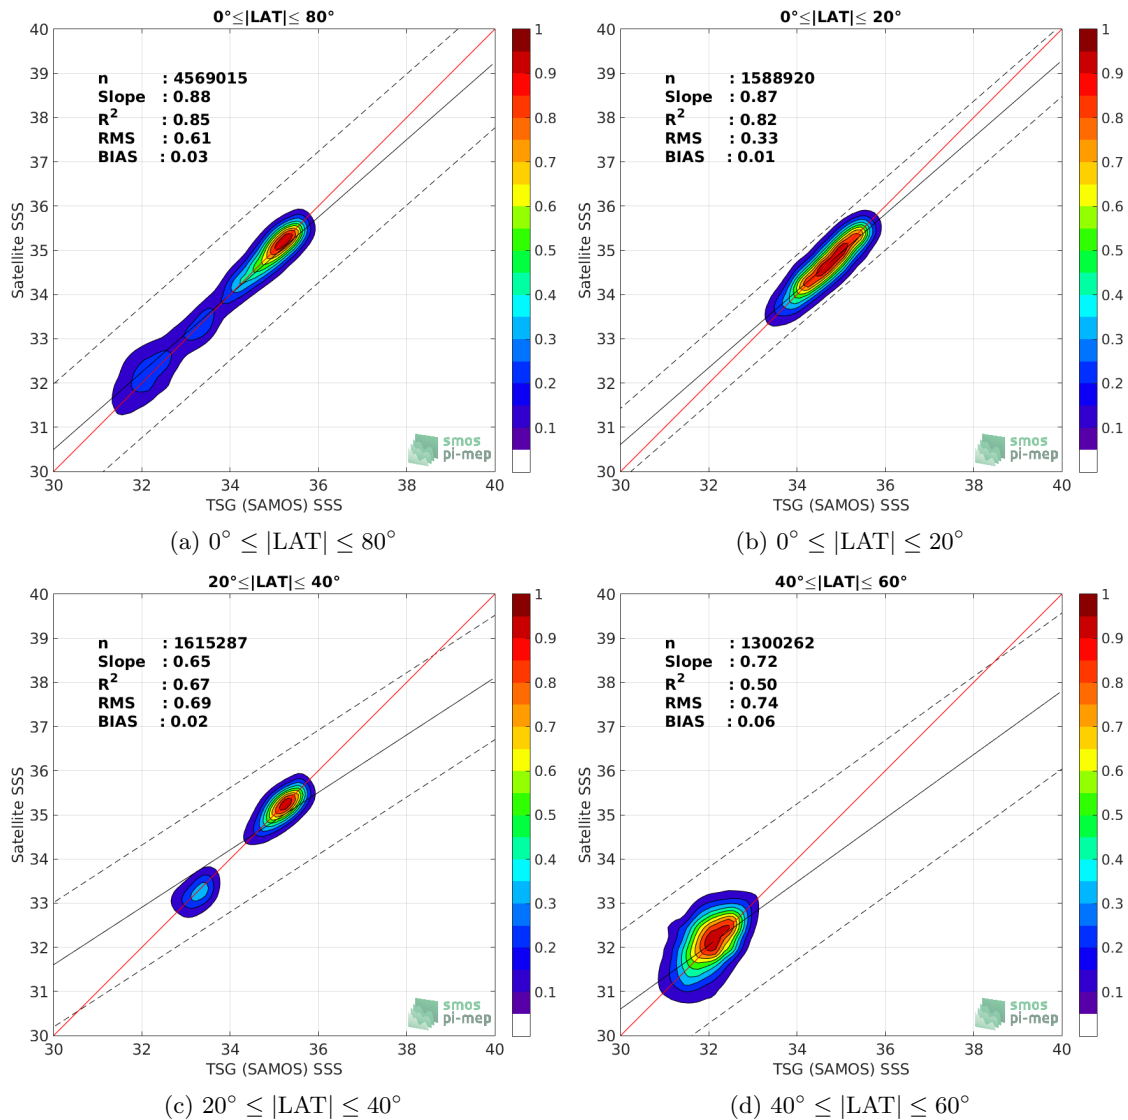 0°≤|LAT|≤ 80°
n : 4569015
Slope : 0.88
R2 : 0.85
RMS : 0.61
BIAS : 0.03
40
39
38
37
36
35
34
33
32
31
30
Satellite SSS
30 32 34 36 38 40
TSG (SAMOS) SSS
1
0.9
0.8
0.7
0.6
0.5
0.4
0.3
0.2
0.1
smos
pi-mep
(a) 0° ≤ |LAT| ≤ 80°
0°≤|LAT|≤ 20°
n : 1588920
Slope : 0.87
R2 : 0.82
RMS : 0.33
BIAS : 0.01
40
39
38
37
36
35
34
33
32
31
30
Satellite SSS
30 32 34 36 38 40
TSG (SAMOS) SSS
1
0.9
0.8
0.7
0.6
0.5
0.4
0.3
0.2
0.1
smos
pi-mep
(b) 0° ≤ |LAT| ≤ 20°
20°≤|LAT|≤ 40°
n : 1615287
Slope : 0.65
R2 : 0.67
RMS : 0.69
BIAS : 0.02
40
39
38
37
36
35
34
33
32
31
30
Satellite SSS
30 32 34 36 38 40
TSG (SAMOS) SSS
1
0.9
0.8
0.7
0.6
0.5
0.4
0.3
0.2
0.1
smos
pi-mep
(c) 20° ≤ |LAT| ≤ 40°
40°≤|LAT|≤ 60°
n : 1300262
Slope : 0.72
R2 : 0.50
RMS : 0.74
BIAS : 0.06
40
39
38
37
36
35
34
33
32
31
30
Satellite SSS
30 32 34 36 38 40
TSG (SAMOS) SSS
1
0.9
0.8
0.7
0.6
0.5
0.4
0.3
0.2
0.1
smos
pi-mep
(d) 40° ≤ |LAT| ≤ 60°